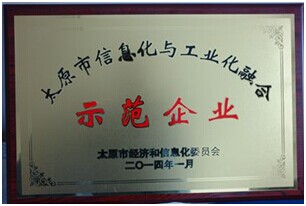 太原市信息化与工业化融合
示范企业
太原市经济和信息化委员会
二〇一四年一月